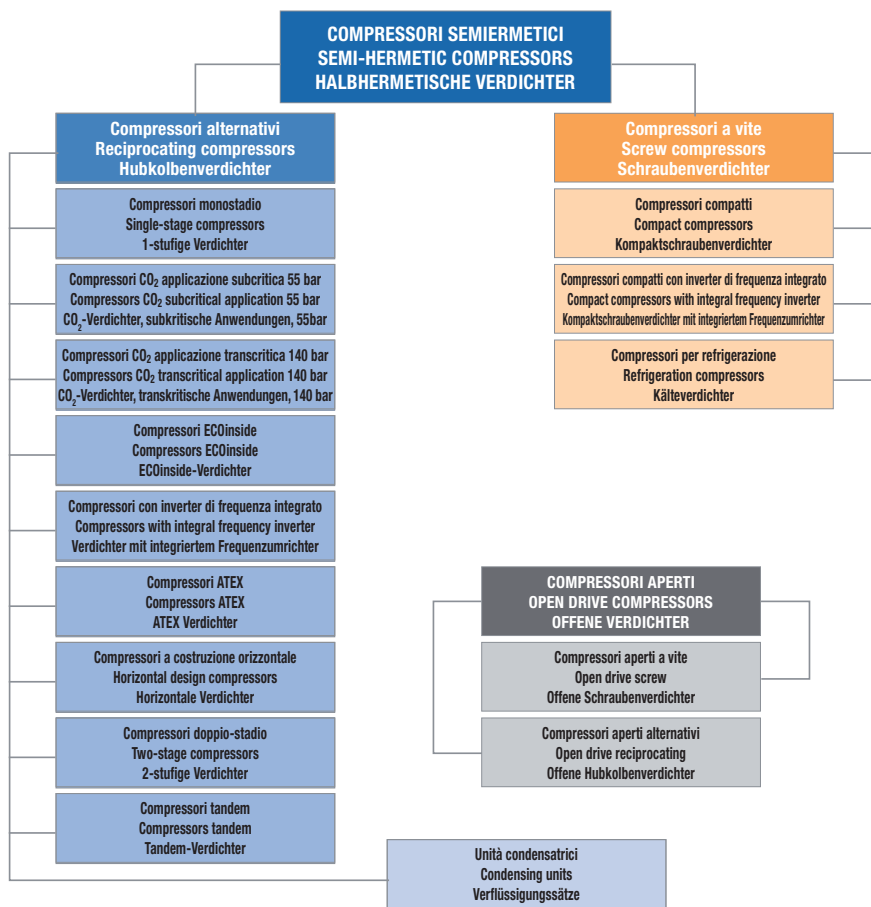 COMPRESSORI SEMIERMETICI
SEMI-HERMETIC COMPRESSORS
HALBHERMETISCHE VERDICHTER
Compressori alternativi
Reciprocating compressors
Hubkolbenverdichter
Compressori monostadio
Single-stage compressors
1-stufige Verdichter
Compressori CO₂ applicazione subcritica 55 bar
Compressors CO₂ subcritical application 55 bar
CO₂-Verdichter, subkritische Anwendungen, 55bar
Compressori CO₂ applicazione transcritica 140 bar
Compressors CO₂ transcritical application 140 bar
CO₂-Verdichter, transkritische Anwendungen, 140 bar
Compressori ECOinside
Compressors ECOinside
ECOinside-Verdichter
Compressori con inverter di frequenza integrato
Compressors with integral frequency inverter
Verdichter mit integriertem Frequenzumrichter
Compressori ATEX
Compressors ATEX
ATEX Verdichter
Compressori a costruzione orizzontale
Horizontal design compressors
Horizontale Verdichter
Compressori doppio-stadio
Two-stage compressors
2-stufige Verdichter
Compressori tandem
Compressors tandem
Tandem-Verdichter
Compressori a vite
Screw compressors
Schraubenverdichter
Compressori compatti
Compact compressors
Kompaktschraubenverdichter
Compressori compatti con inverter di frequenza integrato
Compact compressors with integral frequency inverter
Kompaktschraubenverdichter mit integriertem Frequenzumrichter
Compressori per refrigerazione
Refrigeration compressors
Kälteverdichter
COMPRESSORI APERTI
OPEN DRIVE COMPRESSORS
OFFENE VERDICHTER
Compressori aperti a vite
Open drive screw
Offene Schraubenverdichter
Compressori aperti alternativi
Open drive reciprocating
Offene Hubkolbenverdichter
Unità condensatrici
Condensing units
Verflüssigungssätze